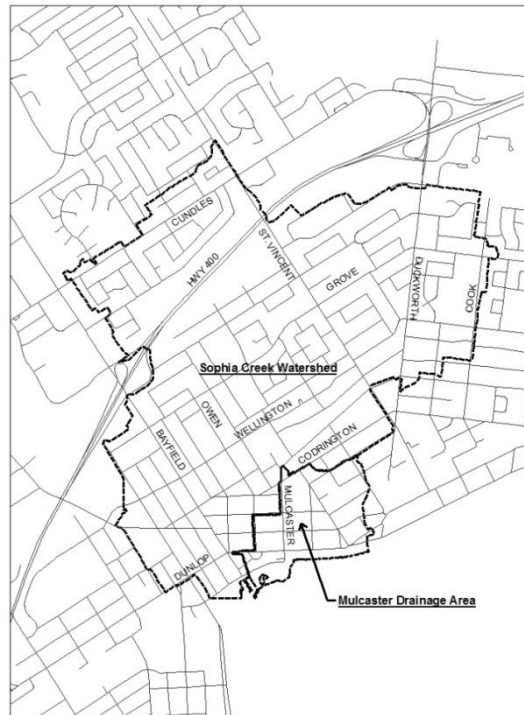 CUNDLES
HWY 400
ST. VINCENT
GROVE
DUCKWORTH
COOK
Sophia Creek Watershed
OWEN
WELLINGTON
BAYFIELD
CODRINGTON
MULCASTER
DUNLOP
Mulcaster Drainage Area